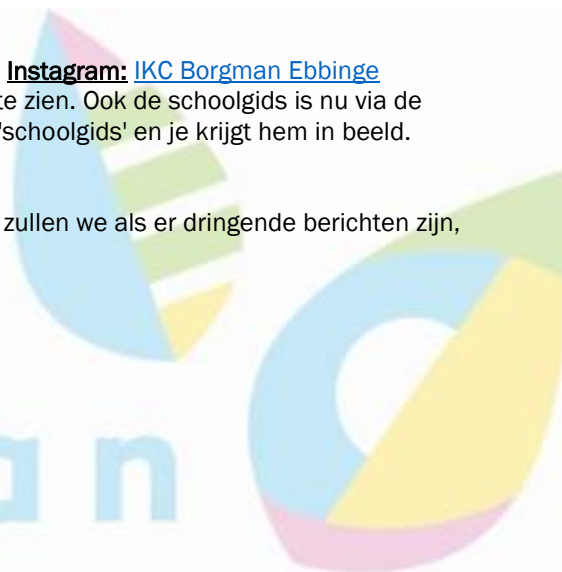 Instagram: IKC Borgman Ebbinge
te zien. Ook de schoolgids is nu via de
'schoolgids' en je krijgt hem in beeld.
zullen we als er dringende berichten zijn,
an